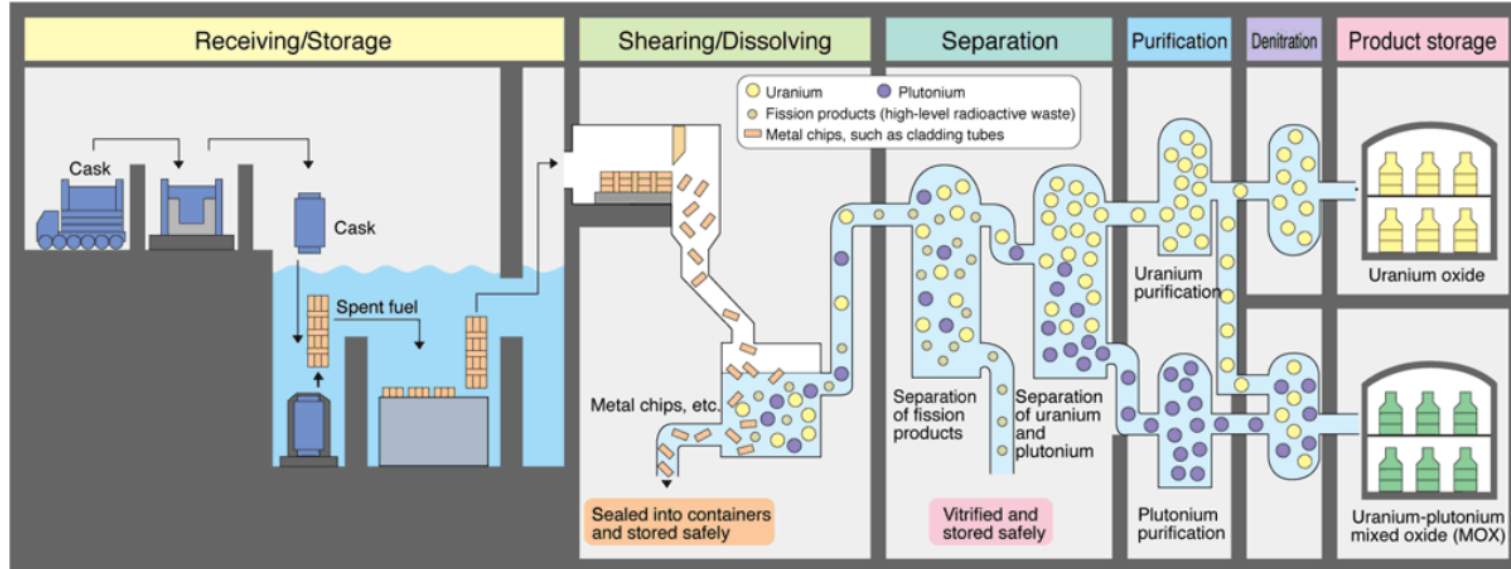 Receiving/Storage
Shearing/Dissolving
Separation
Purification
Denitration
Product storage
Uranium
Plutonium
Fission products (high-level radioactive waste)
Metal chips, such as cladding tubes
Cask
Cask
Spent fuel
Metal chips, etc.
Sealed into containers
and stored safely
Separation
of fission
products
Separation
of uranium
and
plutonium
Vitrified and
stored safely
Uranium
purification
Plutonium
purification
Uranium oxide
Uranium-plutonium
mixed oxide (MOX)